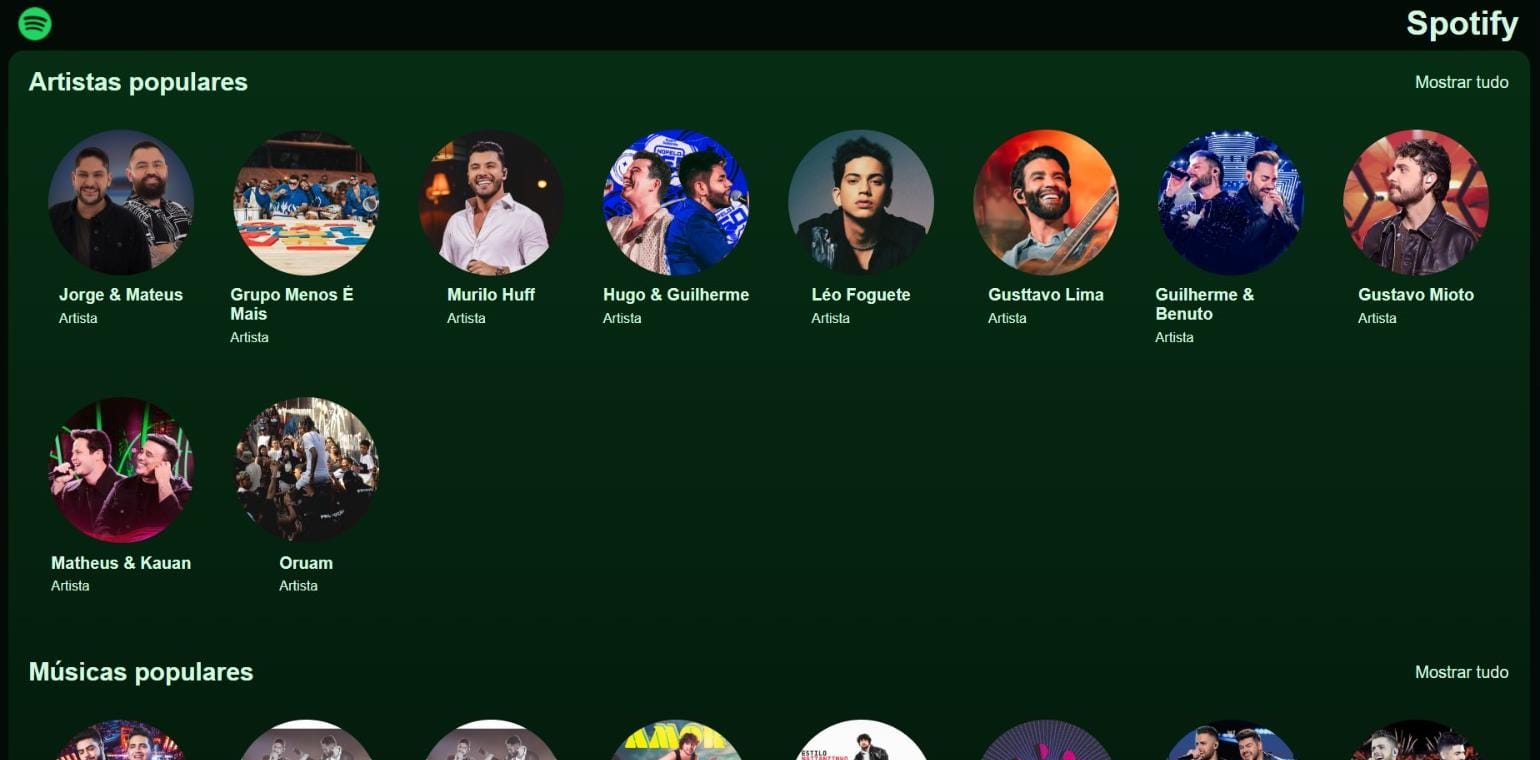 Spotify
Artistas populares
Mostrar tudo
Jorge & Mateus
Artista
Grupo Menos É
Mais
Artista
Murilo Huff
Artista
Hugo & Guilherme
Artista
Léo Foguete
Artista
Gusttavo Lima
Artista
Guilherme &
Benuto
Artista
Gustavo Mioto
Artista
Matheus & Kauan
Artista
Oruam
Artista
Músicas populares
Mostrar tudo
AMOR
ESTILO